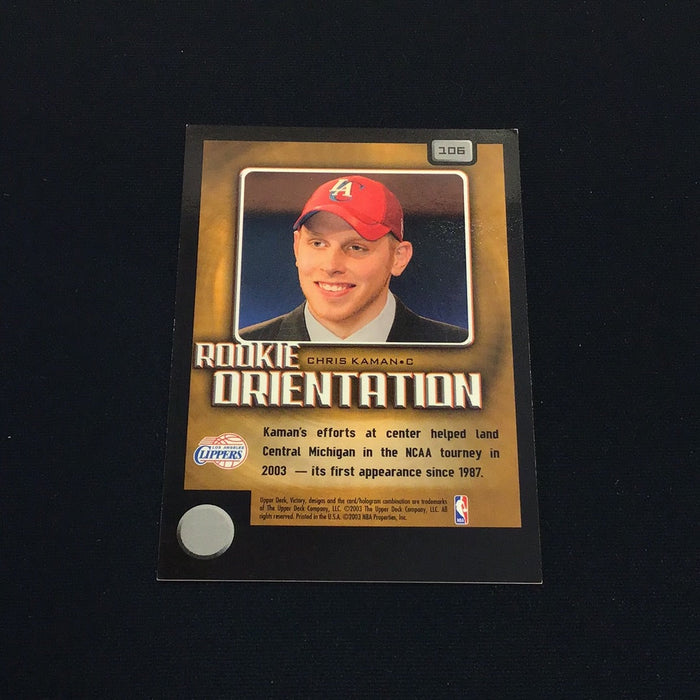 106
LA
ROOKIE
CHRIS KAMAN•C
ORIENTATION
Kaman's efforts at center helped land
Central Michigan in the NCAA tourney in
2003 — its first appearance since 1987.
LOS ANGELES
CLIPPERS
Upper Deck, Victory, designs and the card/hologram combination are trademarks
of The Upper Deck Company, LLC. ©2003 The Upper Deck Company, LLC. All
rights reserved. Printed in the U.S.A. ©2003 NBA Properties, Inc.
NBA